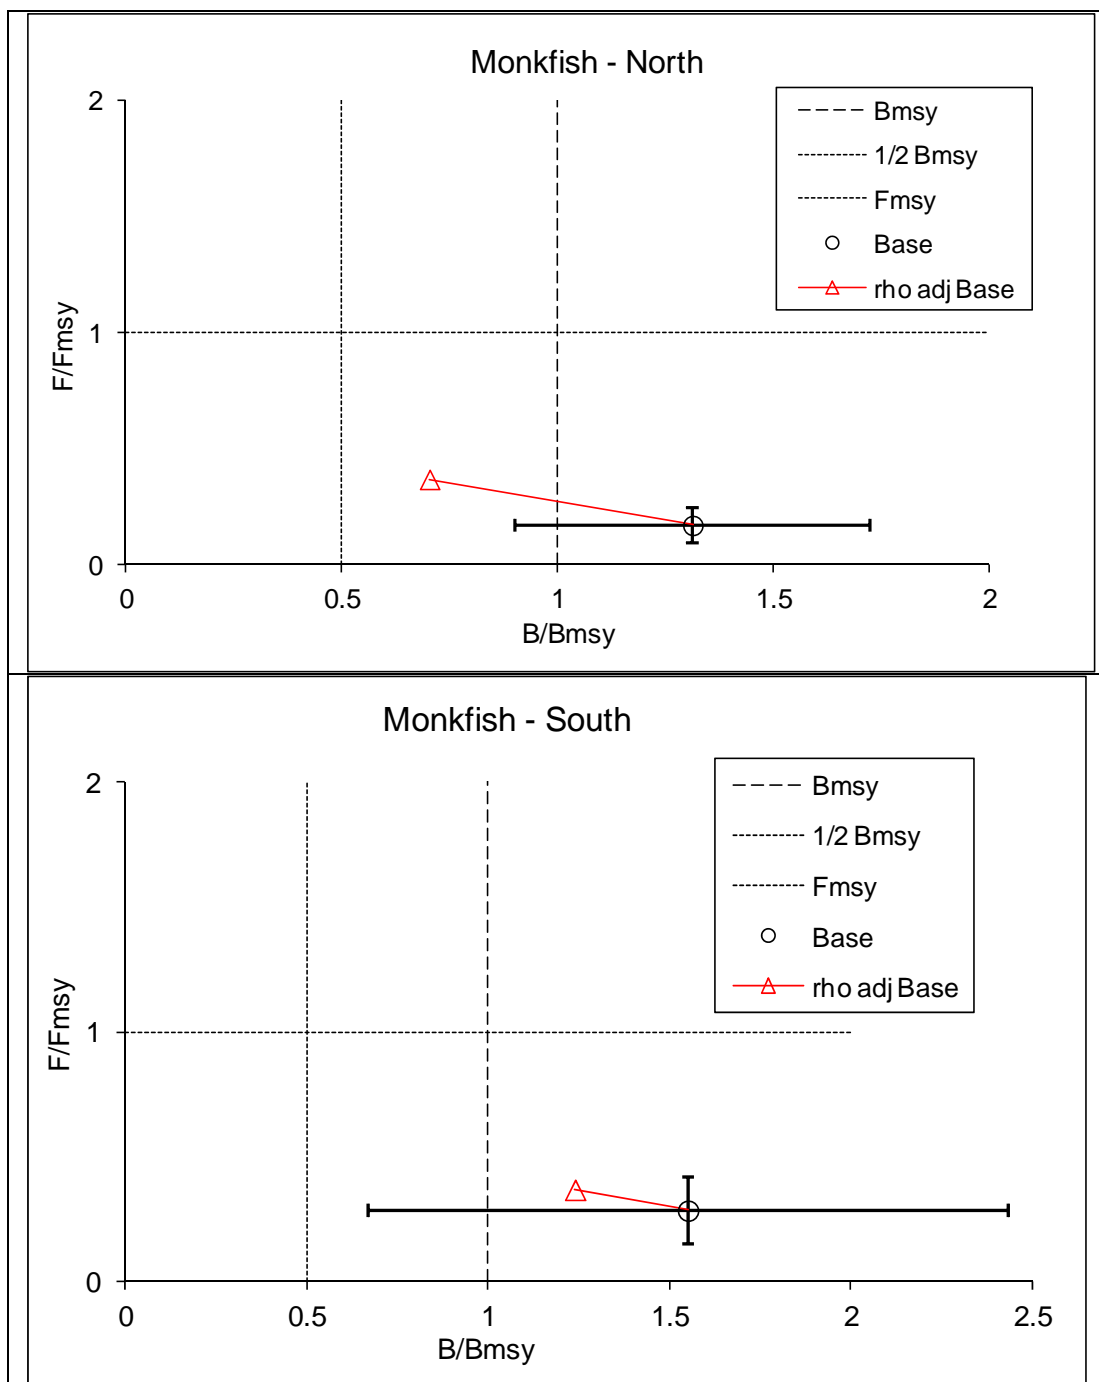 Monkfish - North
2
1
0
F/Fmsy
Bmsy
1/2 Bmsy
Fmsy
Base
rho adj Base
0 0.5 1 1.5 2
B/Bmsy
Monkfish - South
2
1
0
F/Fmsy
Bmsy
1/2 Bmsy
Fmsy
Base
rho adj Base
0 0.5 1 1.5 2 2.5
B/Bmsy